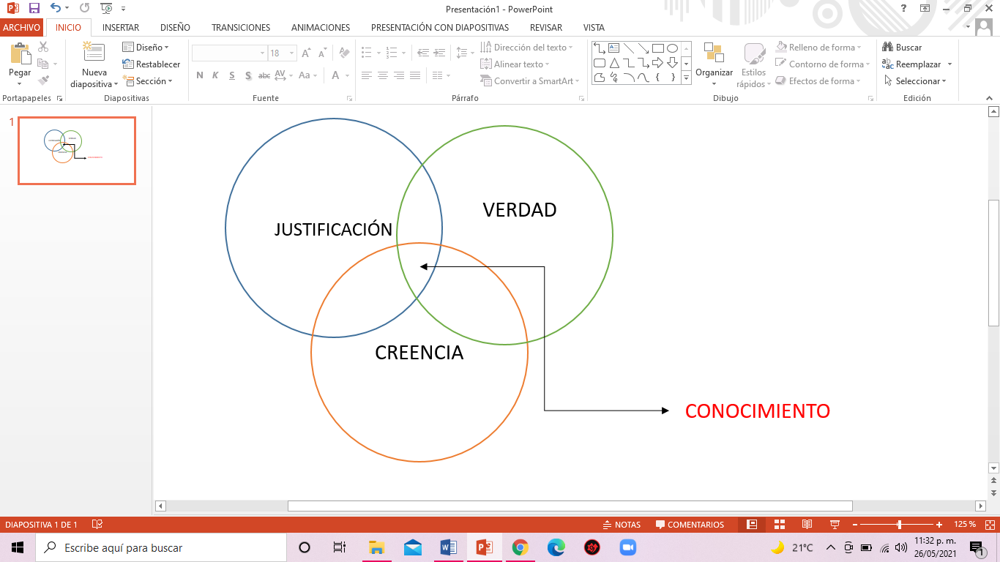 Presentación1 - PowerPoint
?
ARCHIVO INICIO INSERTAR DISEÑO TRANSICIONES ANIMACIONES PRESENTACIÓN CON DIAPOSITIVAS REVISAR VISTA
Pegar
Portapapeles
Nueva
diapositiva
Diseño
Restablecer
Sección
Diapositivas
18
N K S S abc AV Aa A
Fuente
Dirección del texto
Alinear texto
Convertir a SmartArt
Párrafo
Organizar
Estilos
rápidos
Relleno de forma
Contorno de forma
Efectos de forma
Dibujo
Buscar
Reemplazar
Seleccionar
Edición
1
JUSTIFICACIÓN
VERDAD
CREENCIA
CONOCIMIENTO
DIAPOSITIVA 1 DE 1
NOTAS
COMENTARIOS
125 %
Escribe aquí para buscar
21°C
11:32 p. m.
26/05/2021
1